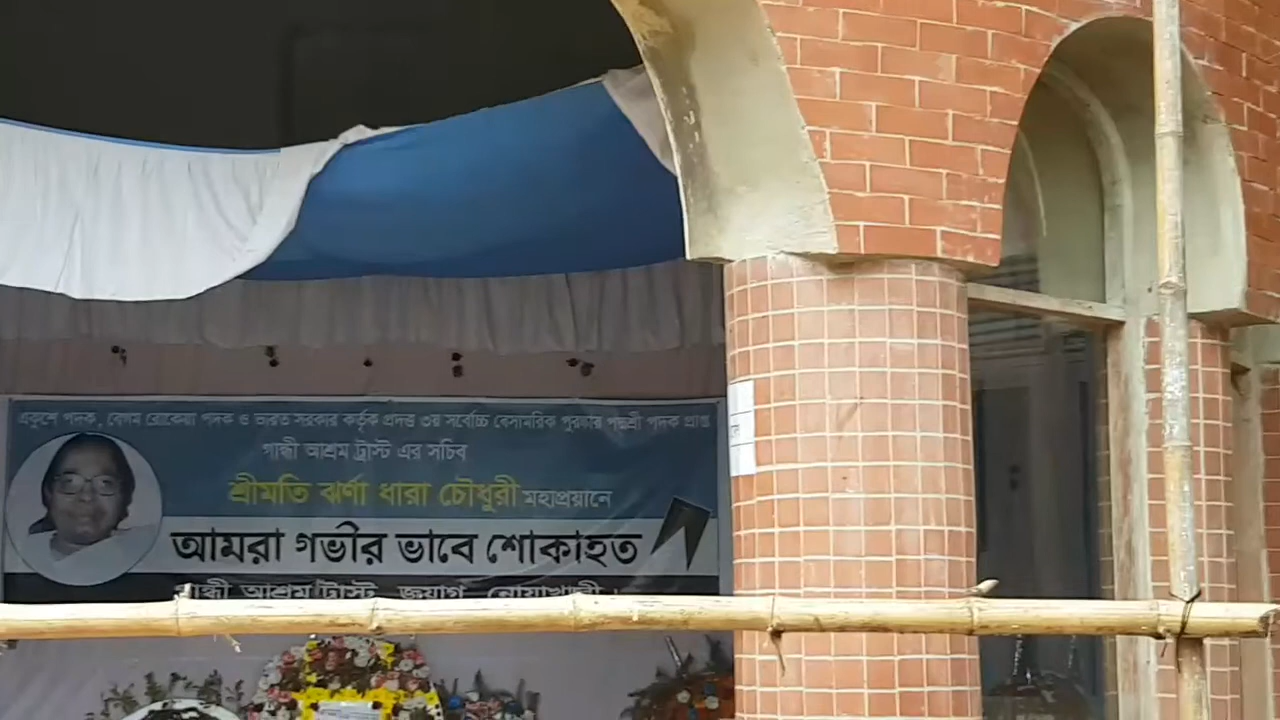 একুশে পদক, বেগম রোকেয়া পদক ও ভারত সরকার কর্তৃক প্রদত্ত ৩য় সর্বোচ্চ বেসামরিক পুরস্কার পদ্মশ্রী পদক প্রাপ্ত
গান্ধী আশ্রম ট্রাস্ট এর সচিব
শ্রীমতি ঝর্ণা ধারা চৌধুরী মহাপ্রয়ানে
আমরা গভীর ভাবে শোকাহত
গান্ধী আশ্রম ট্রাস্ট, জয়াগ, নোয়াখালী।